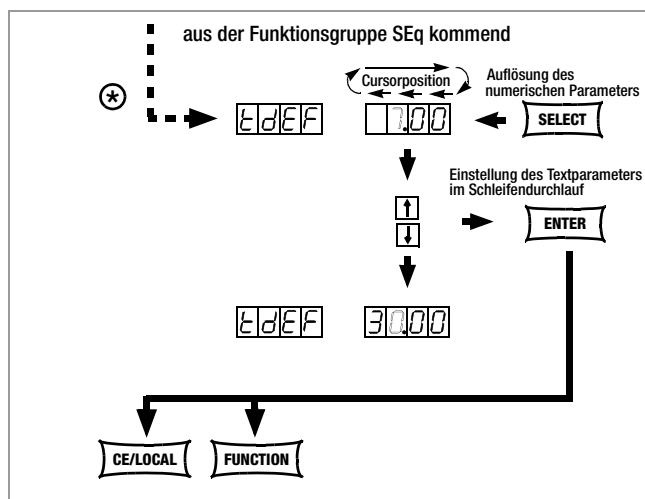 aus der Funktionsgruppe SEq kommend
Cursorposition
Auflösung des
numerischen Parameters
tdEF
7.00
SELECT
Einstellung des Textparameters
im Schleifendurchlauf
ENTER
tdEF
30.00
CE/LOCAL
FUNCTION